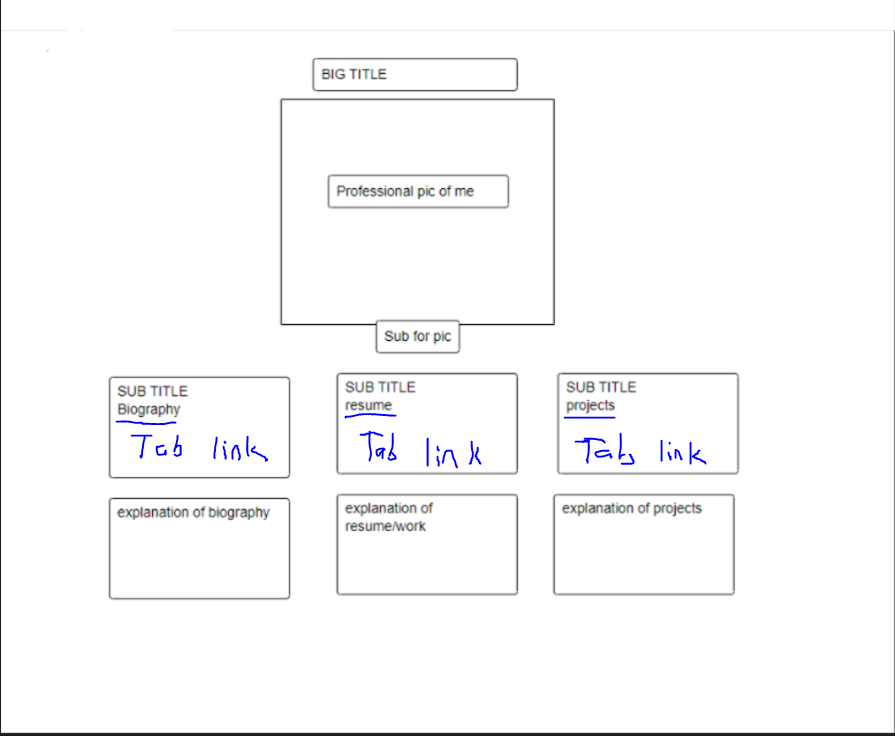 BIG TITLE
Professional pic of me
Sub for pic
SUB TITLE
Biography
Tab link
SUB TITLE
resume
Tab link
SUB TITLE
projects
Tab link
explanation of biography
explanation of
resume/work
explanation of projects